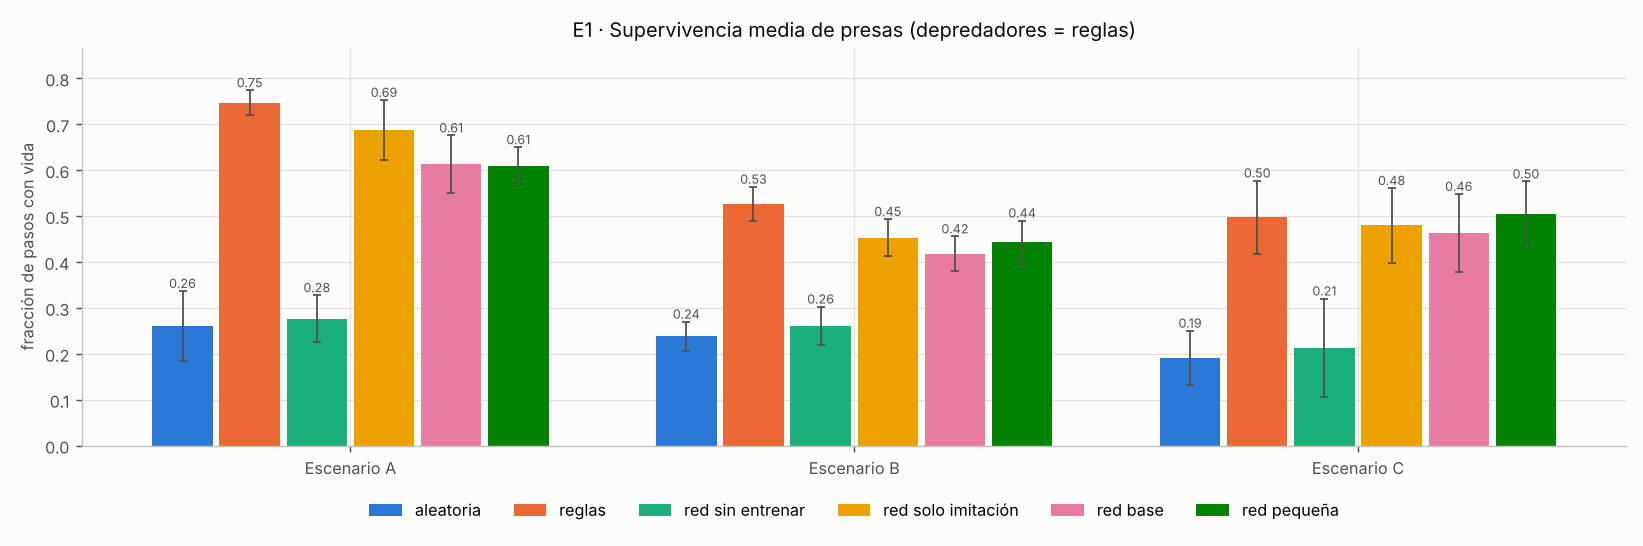 E1 · Supervivencia media de presas (depredadores = reglas)
fracción de pasos con vida
0.8
0.7
0.6
0.5
0.4
0.3
0.2
0.1
0.0
0.26
0.75
0.28
0.69
0.61
0.61
0.24
0.53
0.26
0.45
0.42
0.44
0.19
0.50
0.21
0.48
0.46
0.50
Escenario A
Escenario B
Escenario C
aleatoria
reglas
red sin entrenar
red solo imitación
red base
red pequeña